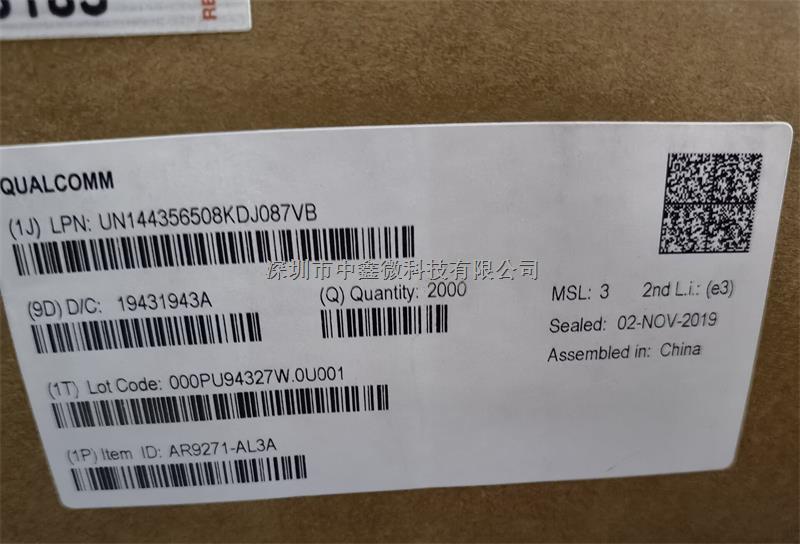 QUALCOMM
(1J) LPN: UN144356508KDJ087VB
深圳市中鑫微科技有限公司
(9D) D/C: 19431943A
(Q) Quantity: 2000
MSL: 3 2nd L.i.: (e3)
Sealed: 02-NOV-2019
Assembled in: China
(1T) Lot Code: 000PU94327W.0U001
(1P) Item ID: AR9271-AL3A